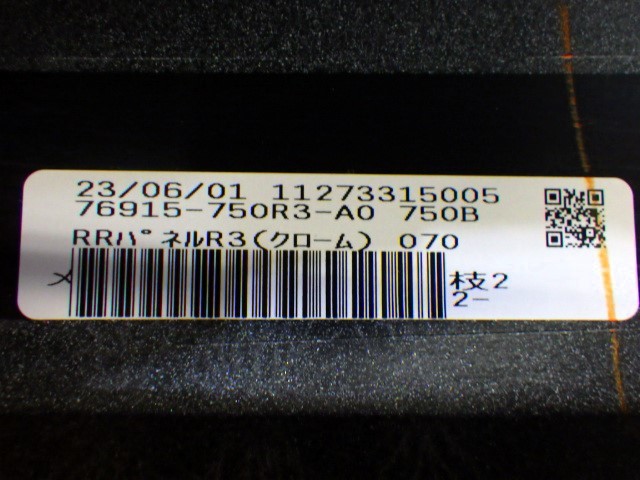 23/06/01 11273315005
76915-750R3-A0 750B
RRﾊﾟﾈﾙR3(ｸﾛｰﾑ) 070
枝2
2-